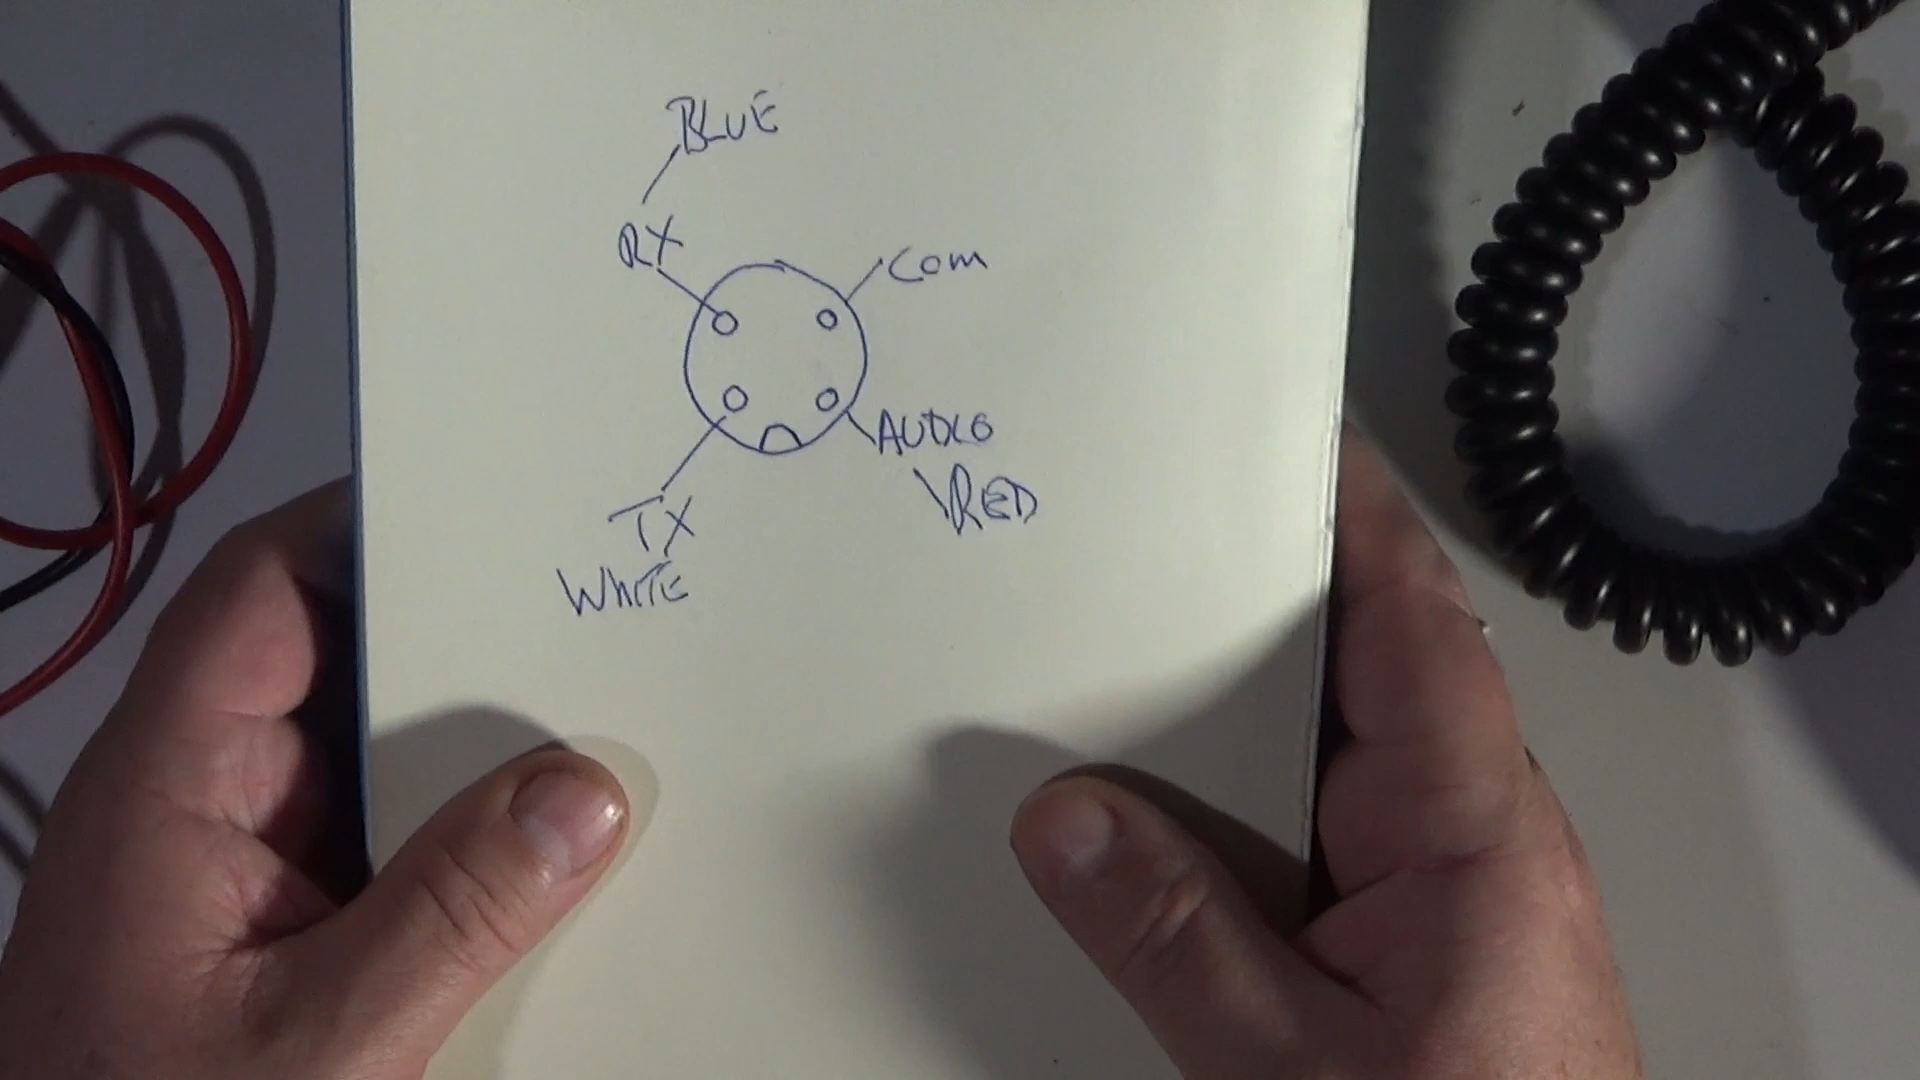 BLUE
RX
COM
AUDIO
RED
TX
WHITE